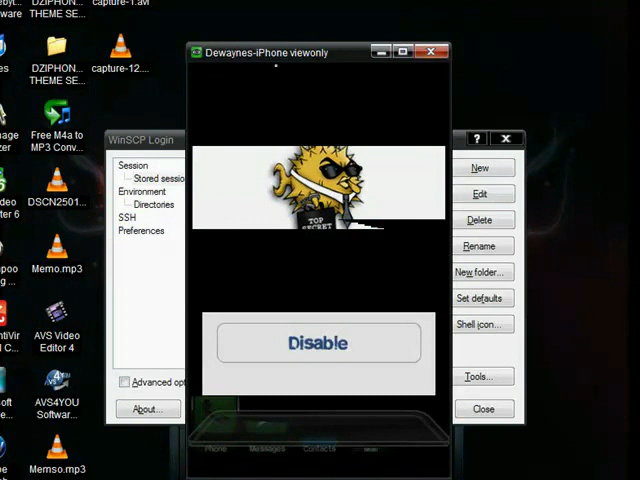 capture-1.avi
DZIPHON...
THEME SE...
DZIPHON...
THEME SE...
capture-12....
Free M4a to
MP3 Conv...
DSCN2501...
Memo.mp3
AVS Video
Editor 4
AVS4YOU
Softwar...
Memso.mp3
WinSCP Login
Session
Stored sessio
Environment
Directories
SSH
Preferences
Advanced opt
About...
Dewaynes-iPhone viewonly
TOP
SECRET
Disable
Phone
Messages
Contacts
New
Edit
Delete
Rename
New folder...
Set defaults
Shell icon...
Tools...
Close